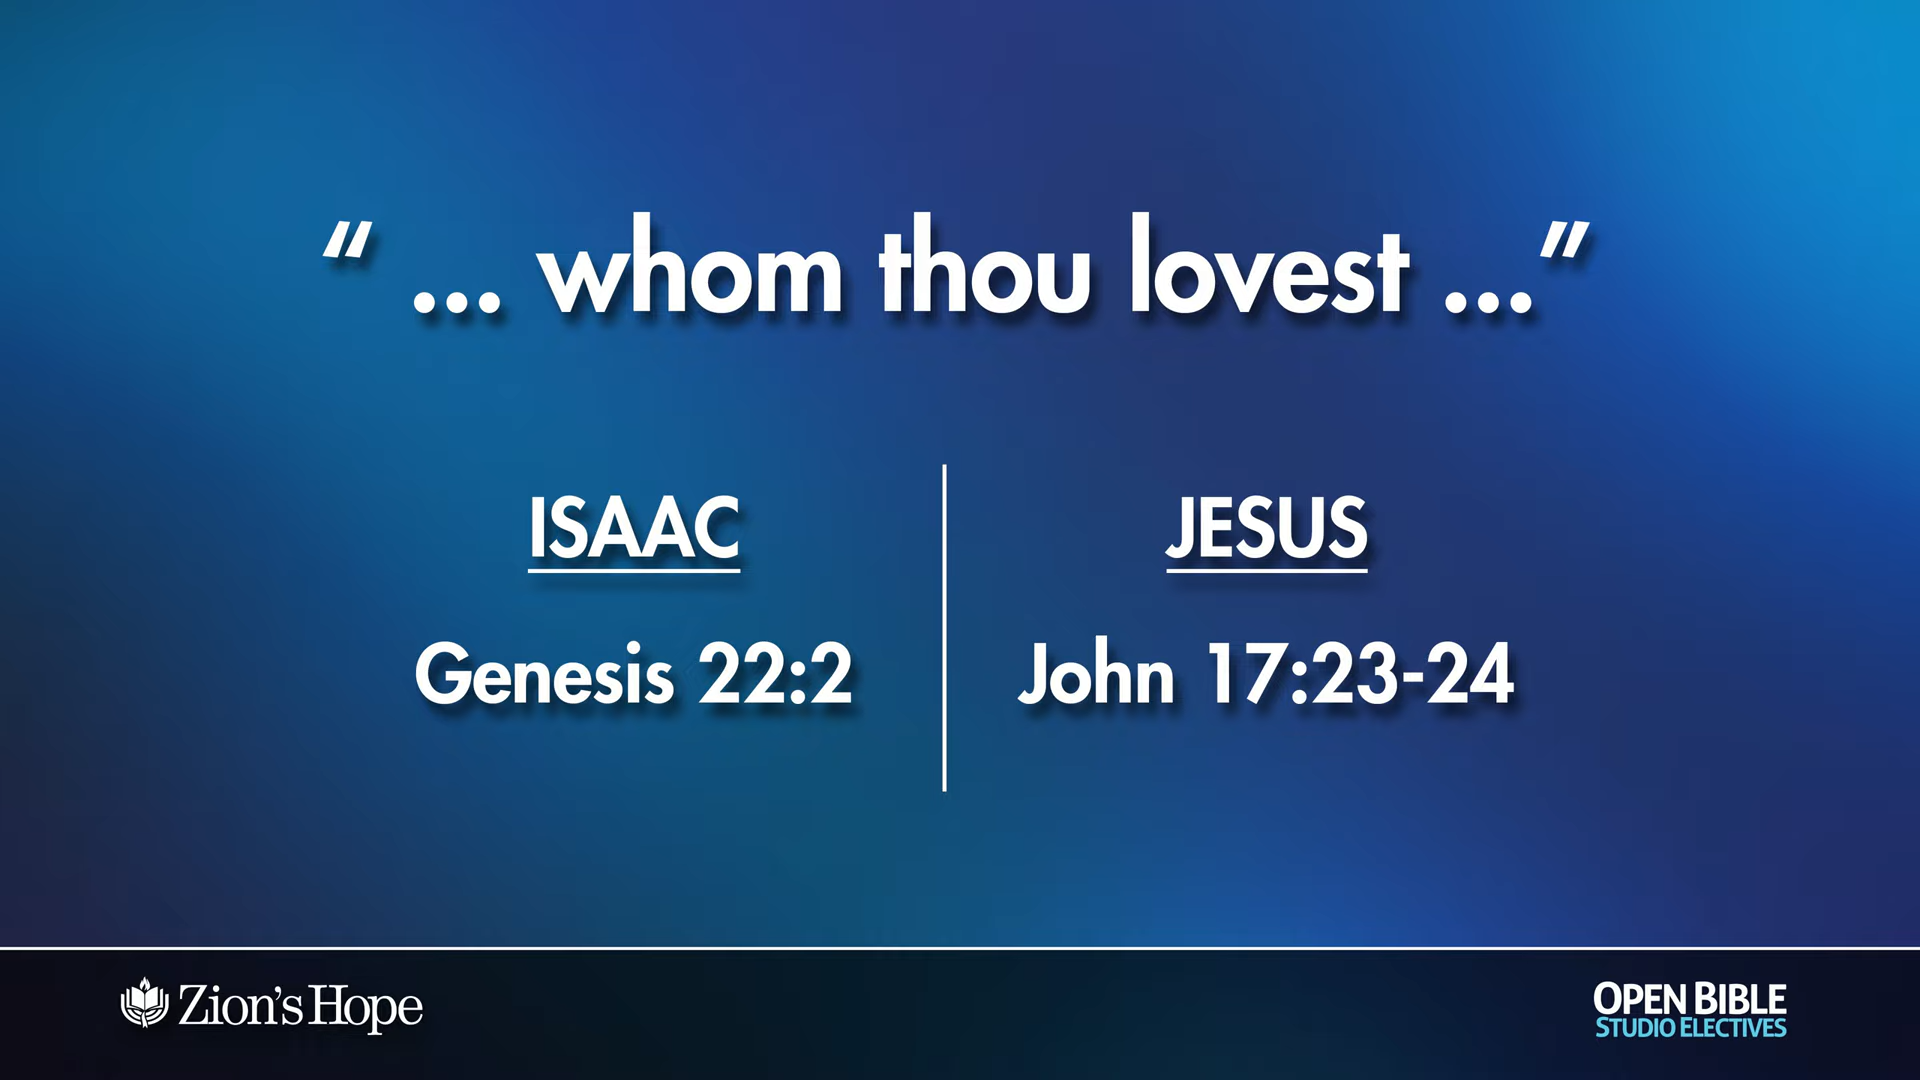 “ ... whom thou lovest ...”
ISAAC
Genesis 22:2
JESUS
John 17:23-24
Zion's Hope
OPEN BIBLE
STUDIO ELECTIVES